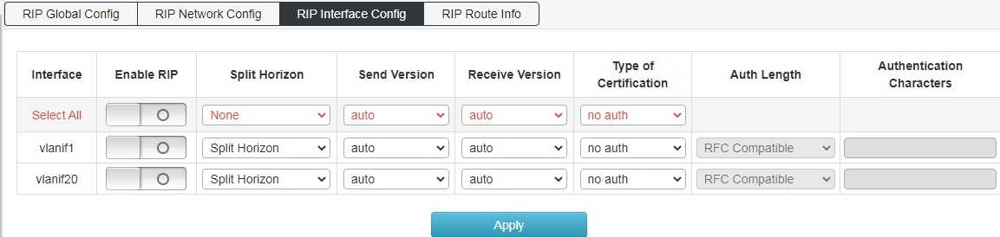 RIP Global Config RIP Network Config RIP Interface Config RIP Route Info
Interface Enable RIP Split Horizon Send Version Receive Version Type of Certification Auth Length Authentication Characters
Select All None auto auto no auth
vlanif1 Split Horizon auto auto no auth RFC Compatible
vlanif20 Split Horizon auto auto no auth RFC Compatible
Apply